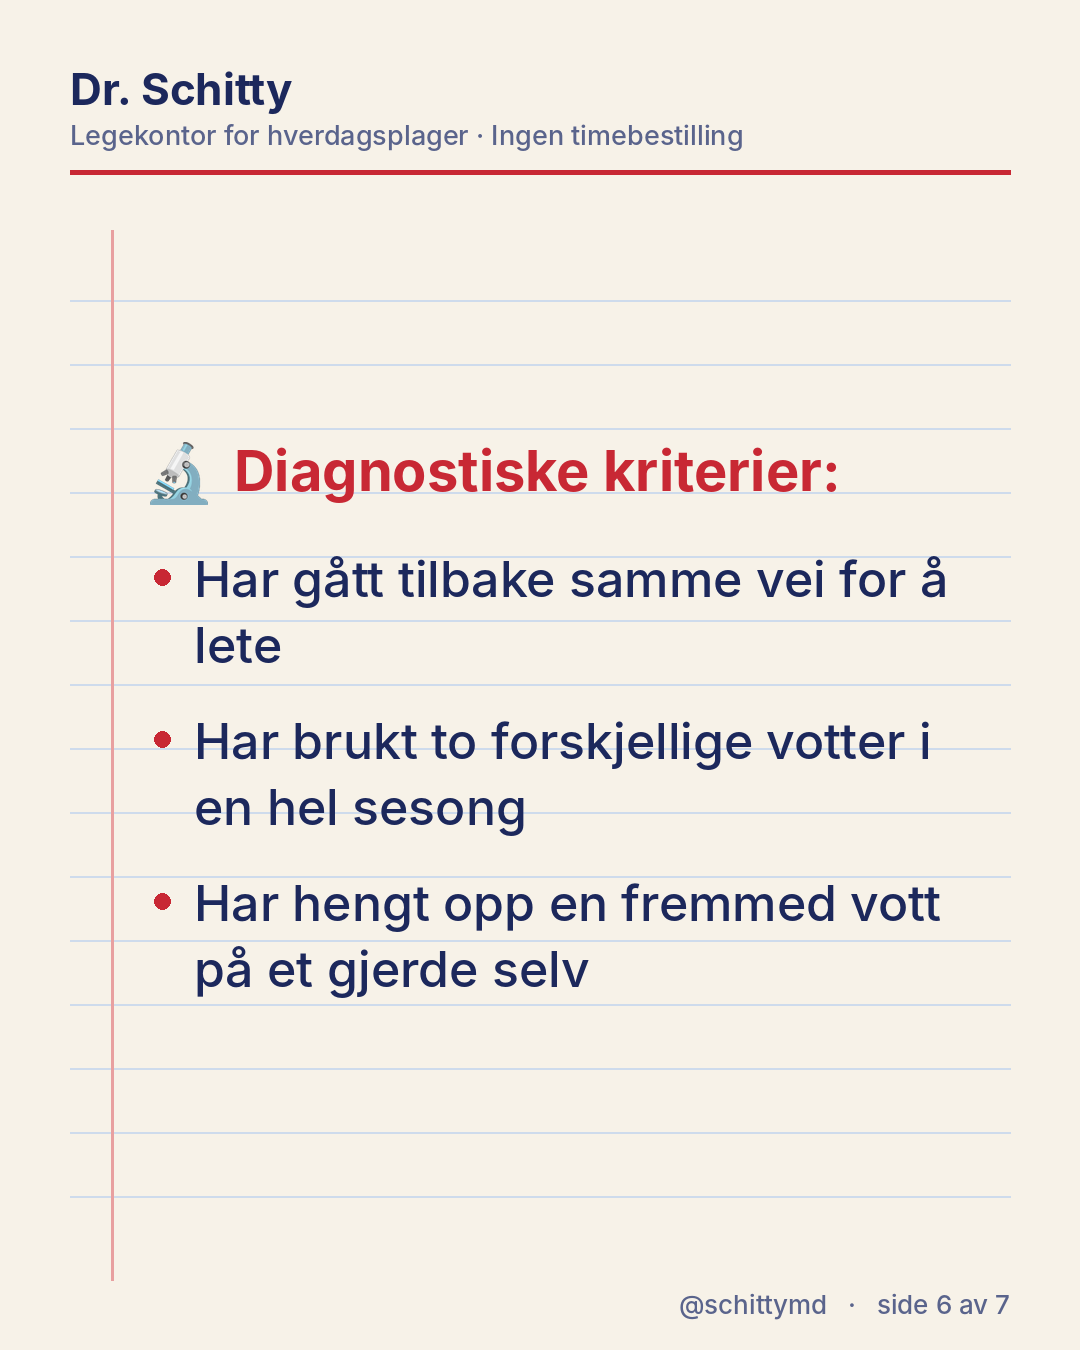 Dr. Schitty
Legekontor for hverdagsplager · Ingen timebestilling
🔬 Diagnostiske kriterier:
• Har gått tilbake samme vei for å
lete
• Har brukt to forskjellige votter i
en hel sesong
• Har hengt opp en fremmed vott
på et gjerde selv
@schittymd · side 6 av 7